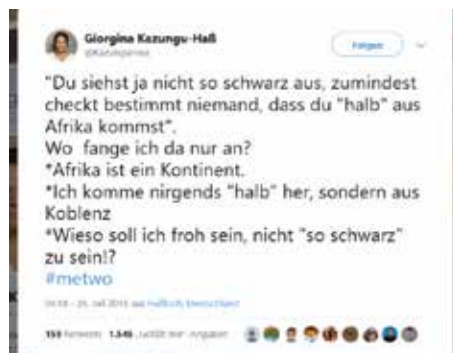 Giorgina Kazungu-Haß
Folgen
"Du siehst ja nicht so schwarz aus, zumindest
checkt bestimmt niemand, dass du "halb" aus
Afrika kommst".
Wo fange ich da nur an?
*Afrika ist ein Kontinent.
*Ich komme nirgends "halb" her, sondern aus
Koblenz
*Wieso soll ich froh sein, nicht "so schwarz"
zu sein!?
#metwo